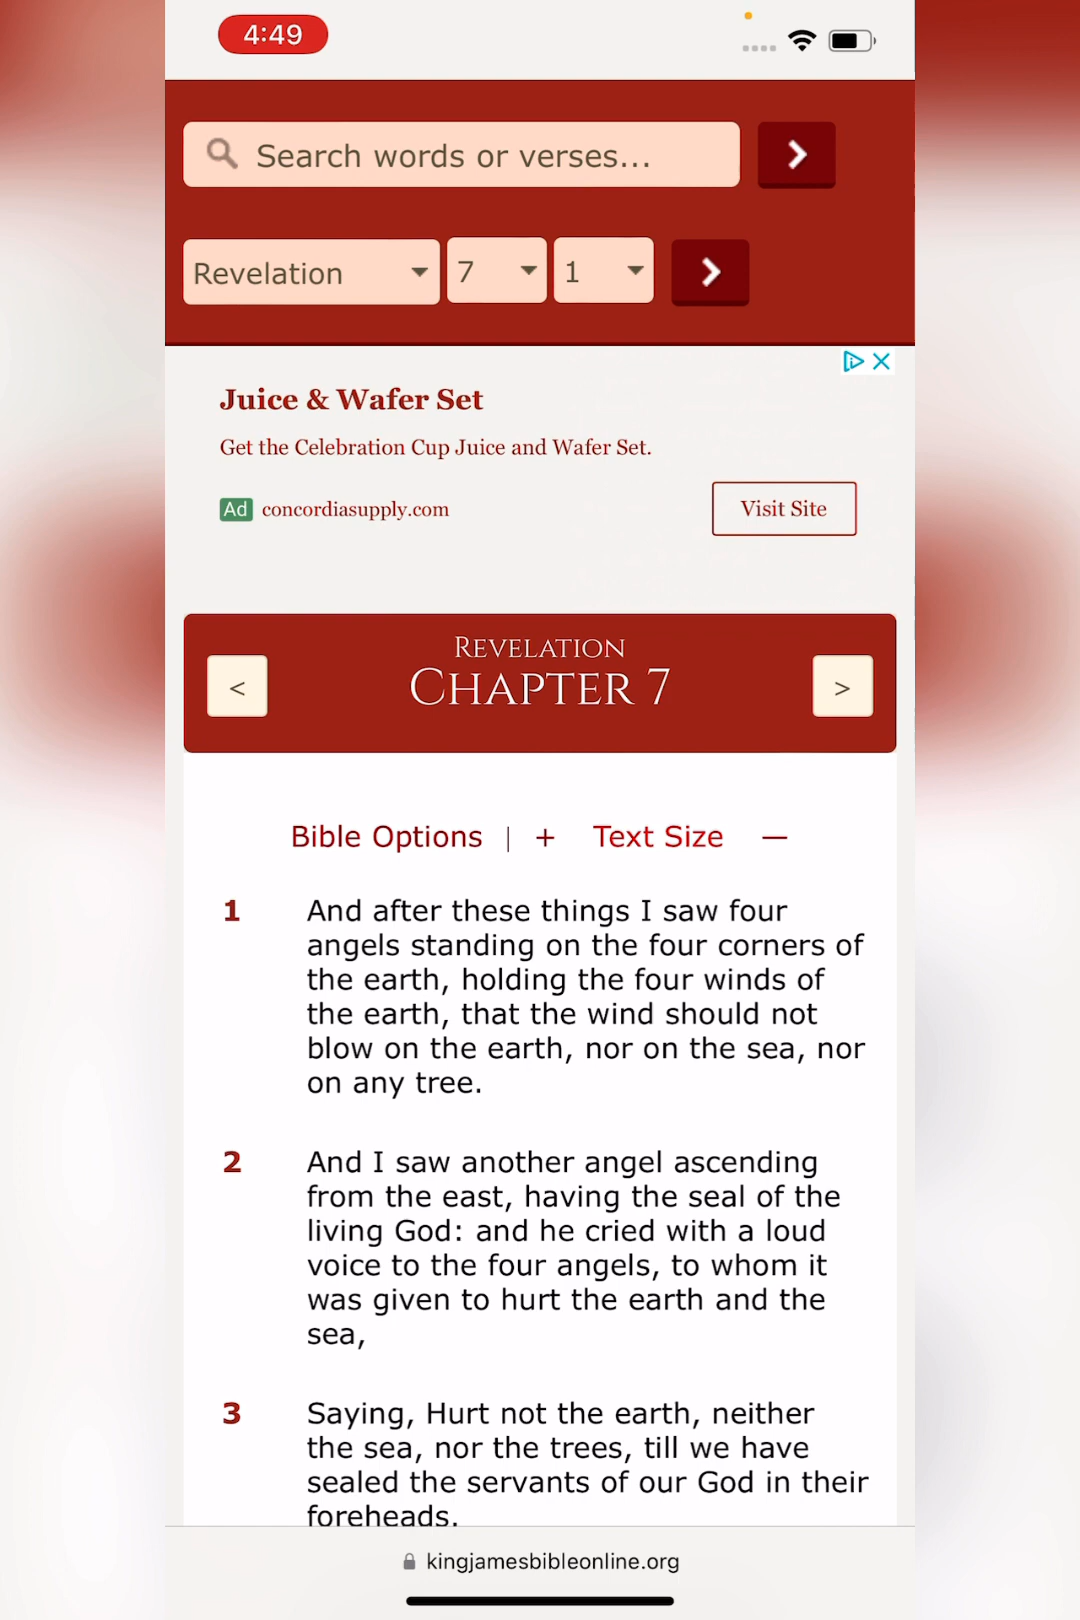 4:49
Search words or verses...
Revelation 7 1
Juice & Wafer Set
Get the Celebration Cup Juice and Wafer Set.
Ad concordiasupply.com
Visit Site
REVELATION
< CHAPTER 7 >
Bible Options | + Text Size —
1 And after these things I saw four
angels standing on the four corners of
the earth, holding the four winds of
the earth, that the wind should not
blow on the earth, nor on the sea, nor
on any tree.
2 And I saw another angel ascending
from the east, having the seal of the
living God: and he cried with a loud
voice to the four angels, to whom it
was given to hurt the earth and the
sea,
3 Saying, Hurt not the earth, neither
the sea, nor the trees, till we have
sealed the servants of our God in their
foreheads.
kingjamesbibleonline.org